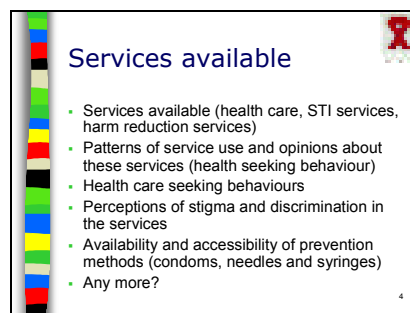 Services available
▪ Services available (health care, STI services,
harm reduction services)
▪ Patterns of service use and opinions about
these services (health seeking behaviour)
▪ Health care seeking behaviours
▪ Perceptions of stigma and discrimination in
the services
▪ Availability and accessibility of prevention
methods (condoms, needles and syringes)
▪ Any more?
4